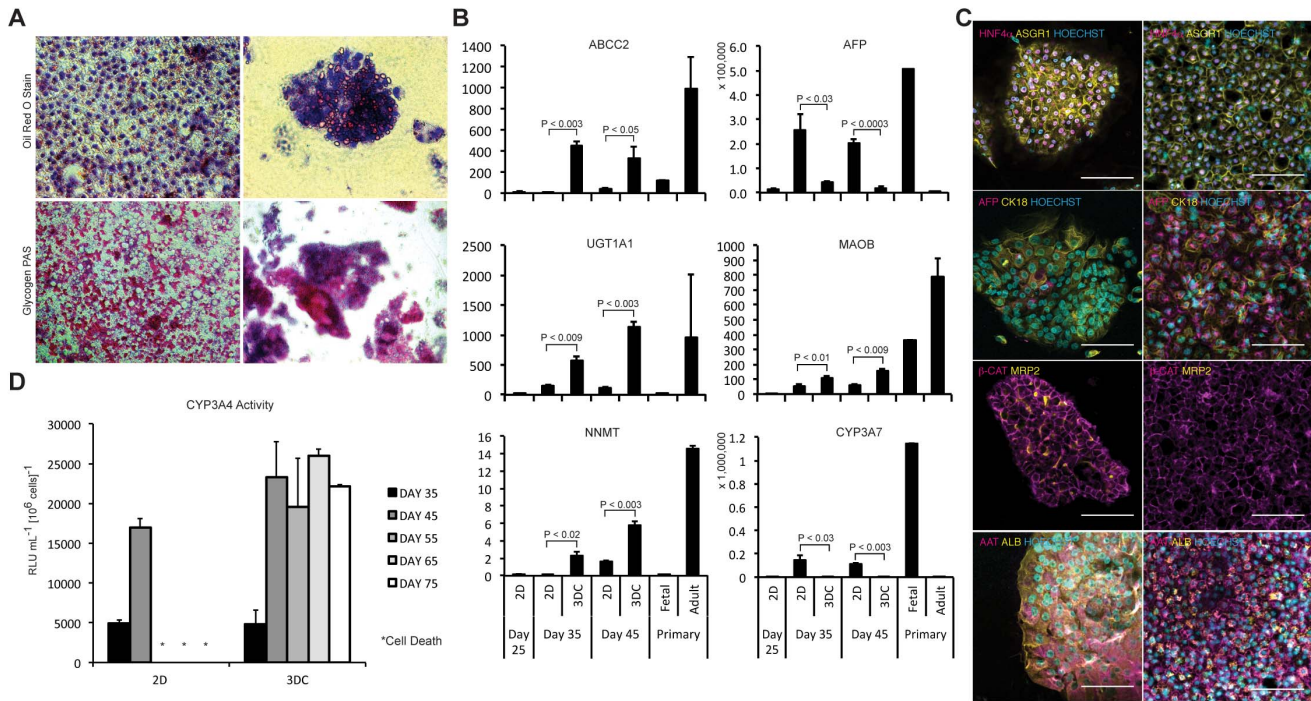 A
Oil Red O Stain
Glycogen PAS
B
ABCC2
1400
1200
1000
800
600
400
200
0
P < 0.003
P < 0.05
AFP
x 100,000
5.0
4.0
3.0
2.0
1.0
0.0
P < 0.03
P < 0.0003
UGT1A1
2500
2000
1500
1000
500
0
P < 0.009
P < 0.003
MAOB
1000
900
800
700
600
500
400
300
200
100
0
P < 0.01
P < 0.009
NNMT
16
14
12
10
8
6
4
2
0
P < 0.02
P < 0.003
2D
2D
3DC
2D
3DC
Fetal
Adult
Day 25
Day 35
Day 45
Primary
CYP3A7
x 1,000,000
1.2
1
0.8
0.6
0.4
0.2
0
P < 0.03
P < 0.003
2D
2D
3DC
2D
3DC
Fetal
Adult
Day 25
Day 35
Day 45
Primary
C
HNF4α ASGR1 HOECHST
ASGR1 HOECHST
AFP CK18 HOECHST
AFP CK18 HOECHST
β-CAT MRP2
β-CAT MRP2
AAT ALB HOECHST
AAT ALB HOECHST
D
CYP3A4 Activity
RLU mL⁻¹ [10⁶ cells]⁻¹
30000
25000
20000
15000
10000
5000
0
* * *
2D
3DC
DAY 35
DAY 45
DAY 55
DAY 65
DAY 75
*Cell Death